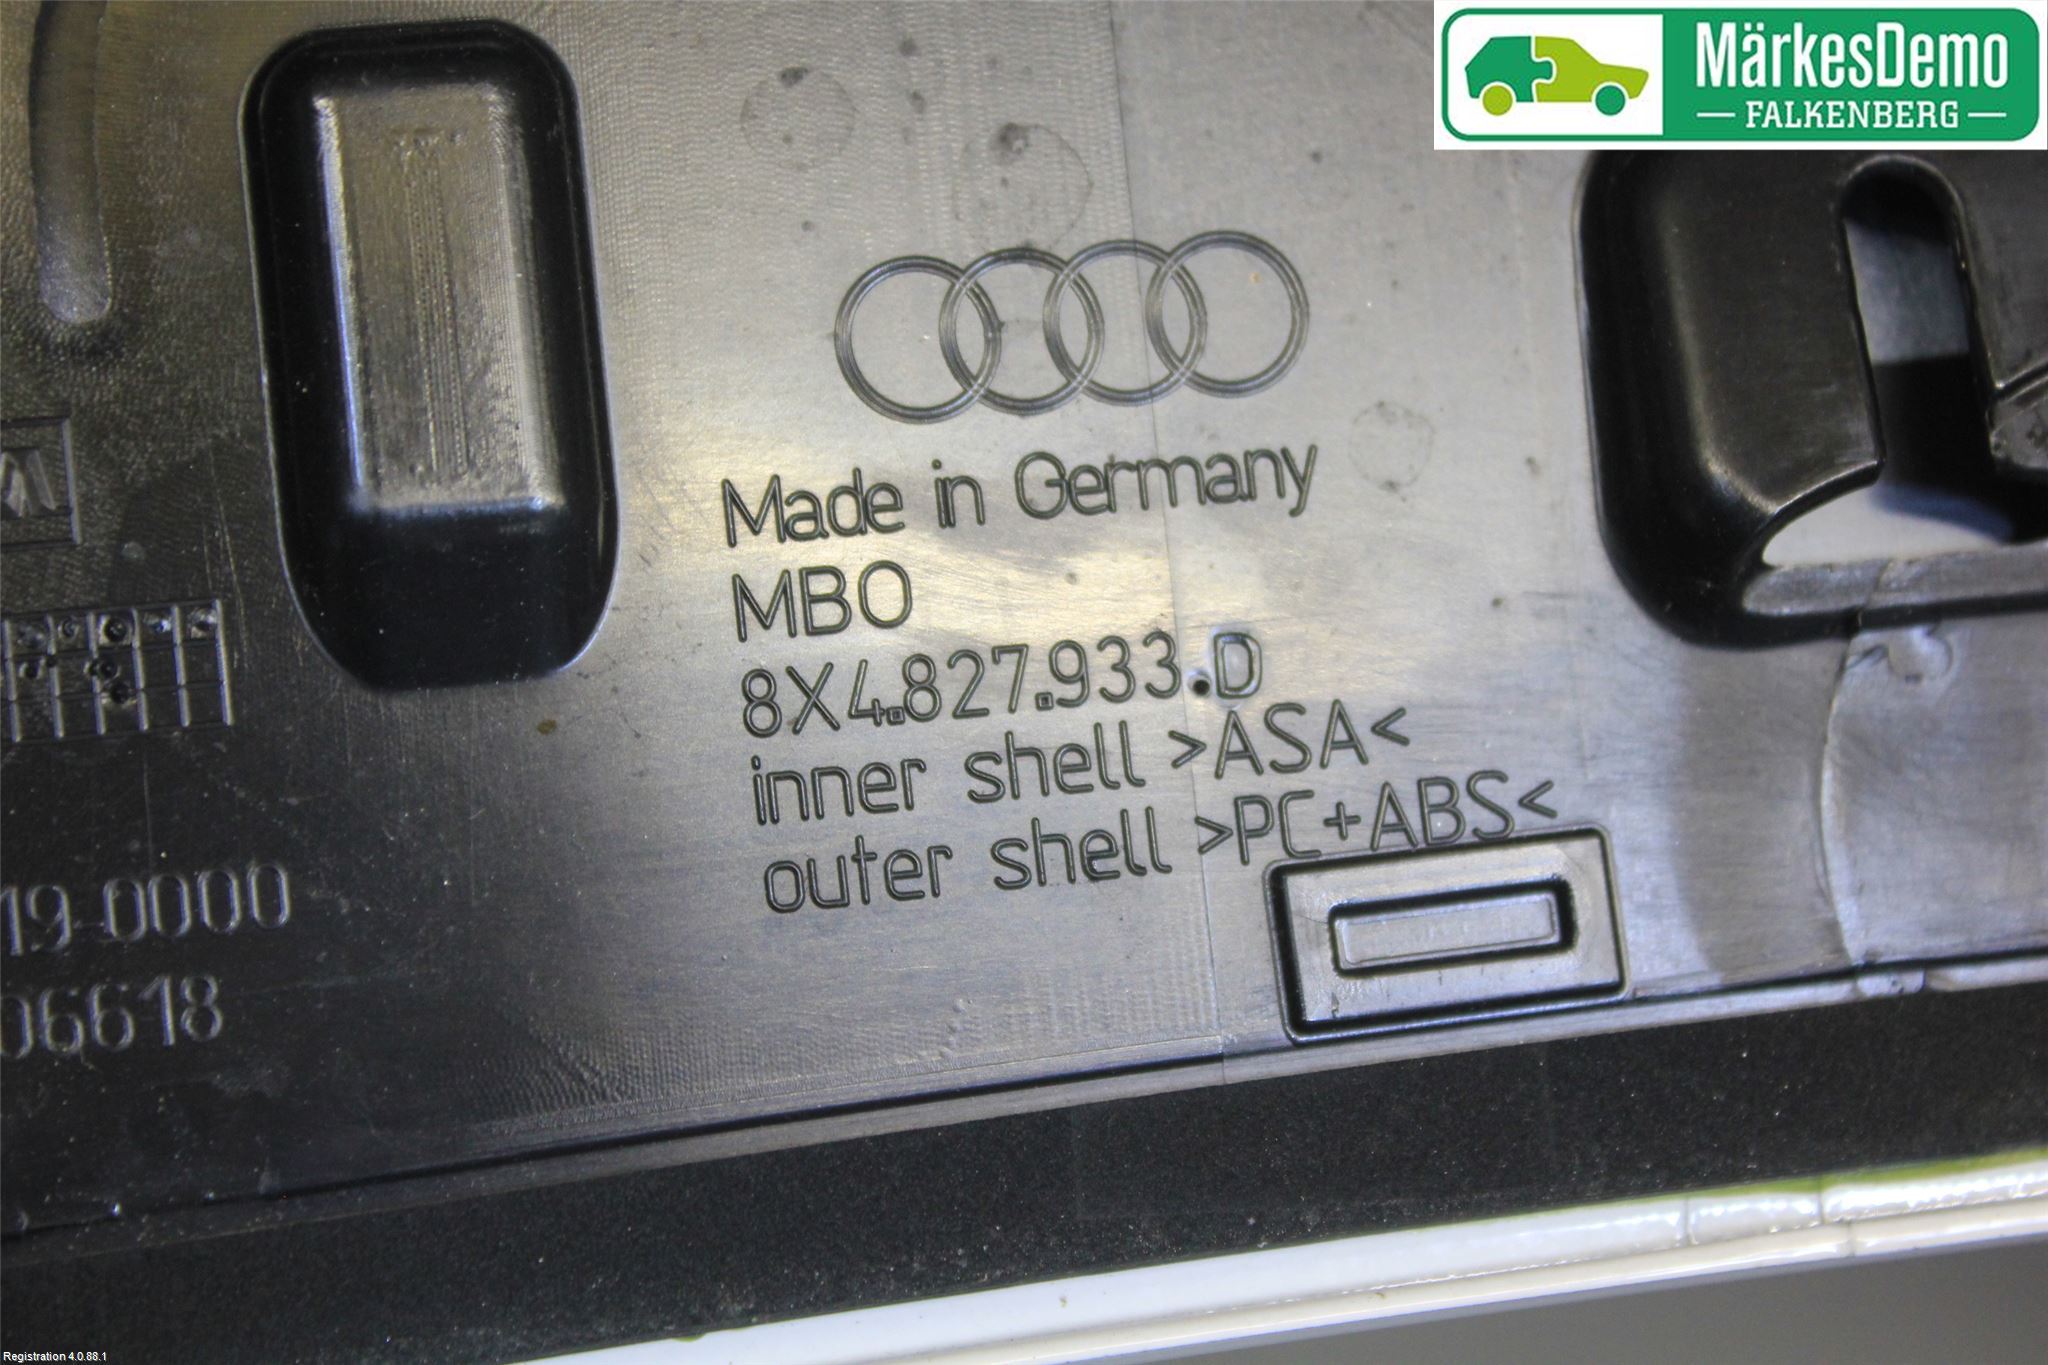 MärkesDemo
FALKENBERG
Made in Germany
MBO
8X4.827.933.D
inner shell >ASA<
outer shell >PC+ABS<
19-0000
06618
Registration 4.0.88.1